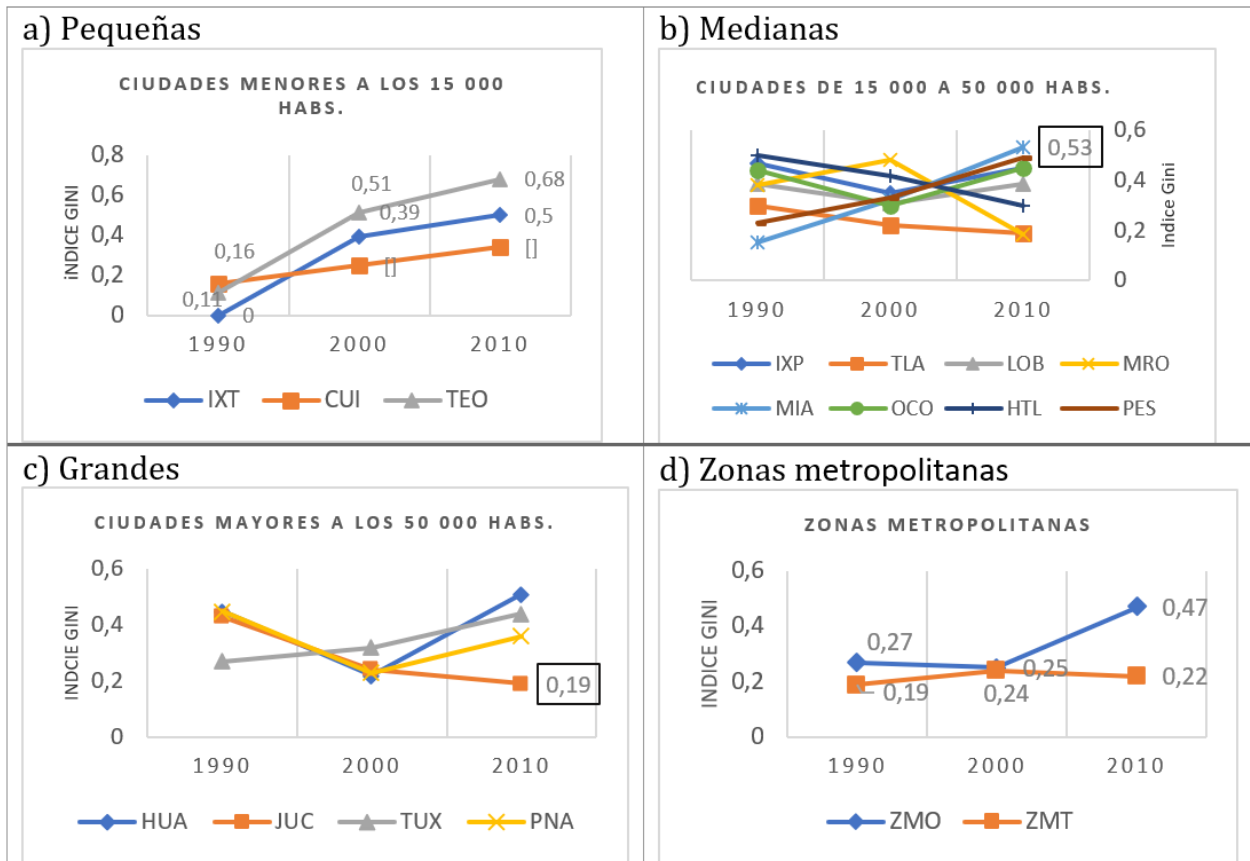 a) Pequeñas
CIUDADES MENORES A LOS 15 000
HABS.
íNDICE GINI
0,8
0,6
0,4
0,2
0
0,16
0,11
0
0,51
0,39
[]
0,68
0,5
[]
1990 2000 2010
IXT CUI TEO
b) Medianas
CIUDADES DE 15 000 A 50 000 HABS.
0,53
0,6
0,4
0,2
0
Indice Gini
1990 2000 2010
IXP TLA LOB MRO
MIA OCO HTL PES
c) Grandes
CIUDADES MAYORES A LOS 50 000 HABS.
INDCIE GINI
0,6
0,4
0,2
0
0,19
1990 2000 2010
HUA JUC TUX PNA
d) Zonas metropolitanas
ZONAS METROPOLITANAS
INDICE GINI
0,6
0,4
0,2
0
0,27
0,19
0,25
0,24
0,47
0,22
1990 2000 2010
ZMO ZMT